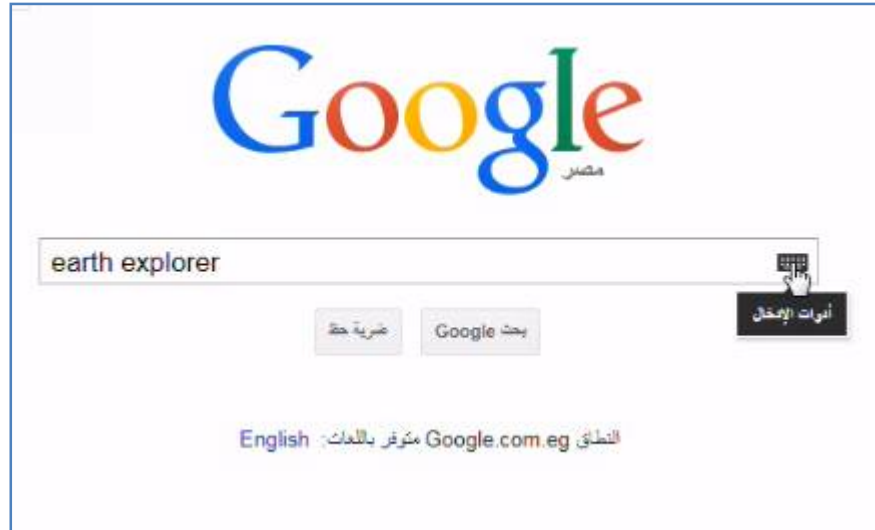 Google
مصر
earth explorer
أدوات الإدخال
بحث Google
ضربة حظ
النطاق Google.com.eg متوفر باللغات: English